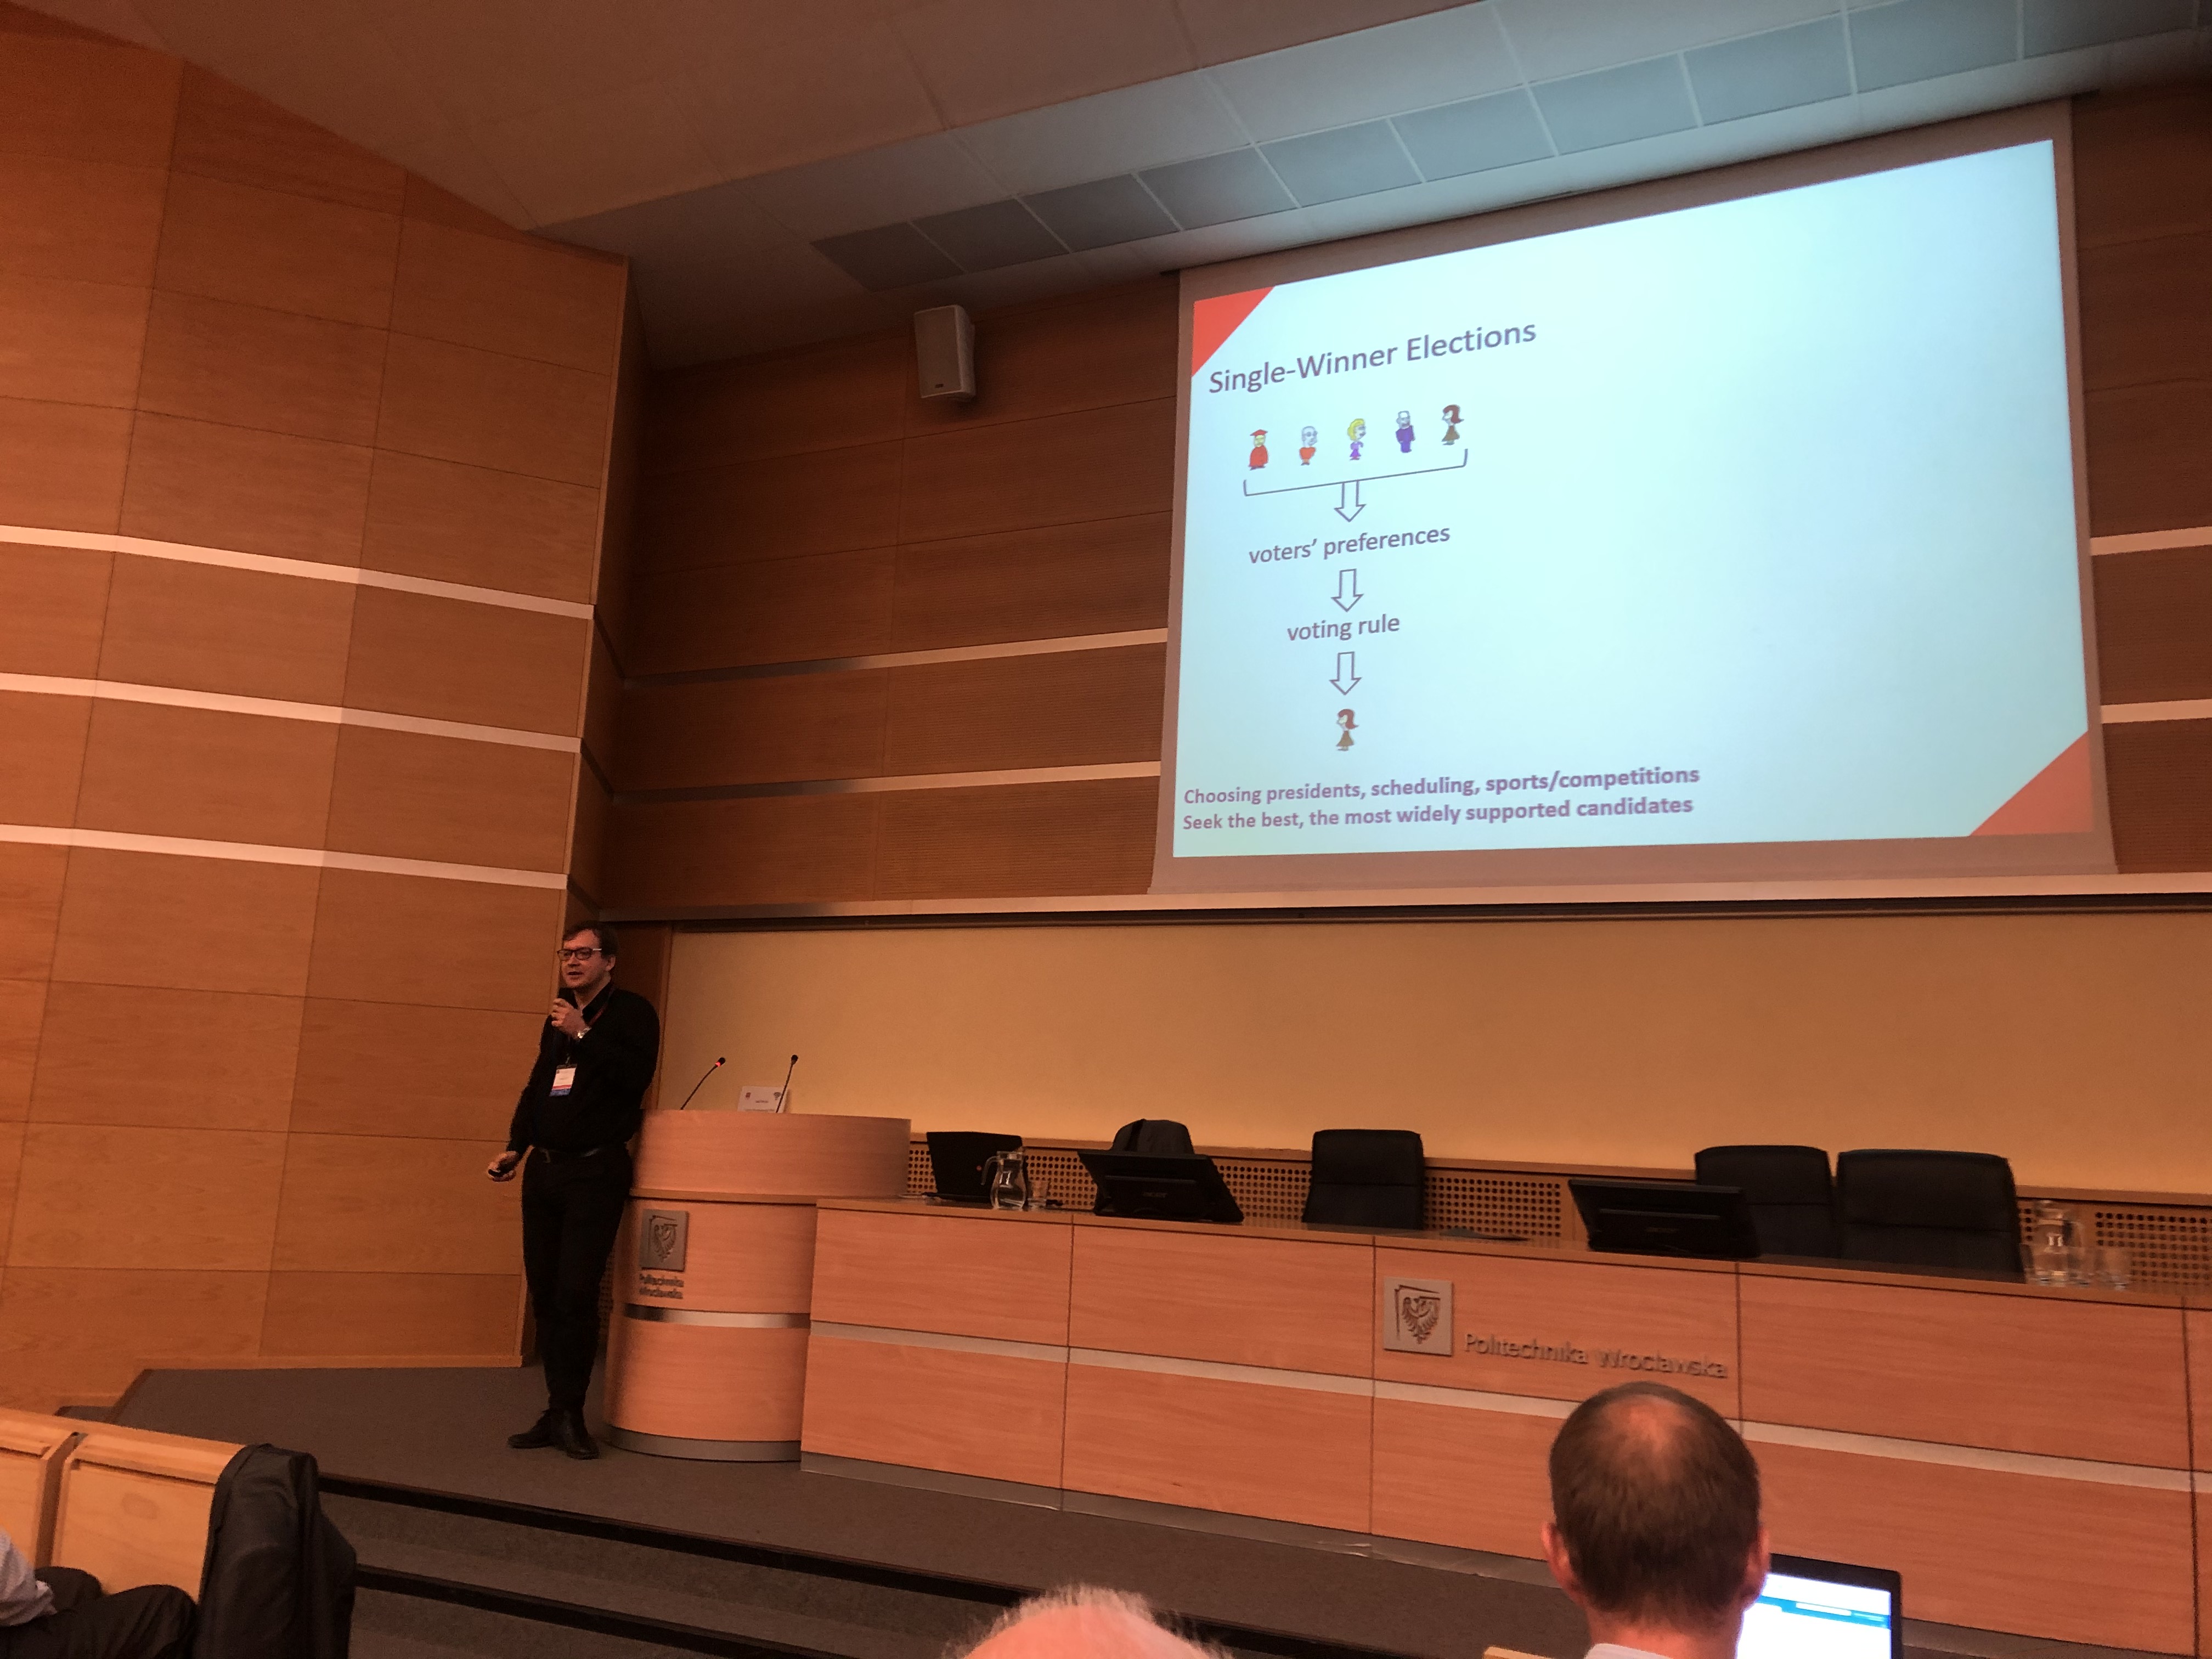 Single-Winner Elections
voters' preferences
voting rule
Choosing presidents, scheduling, sports/competitions
Seek the best, the most widely supported candidates
Politechnika
Wrocławska
Politechnika Wrocławska